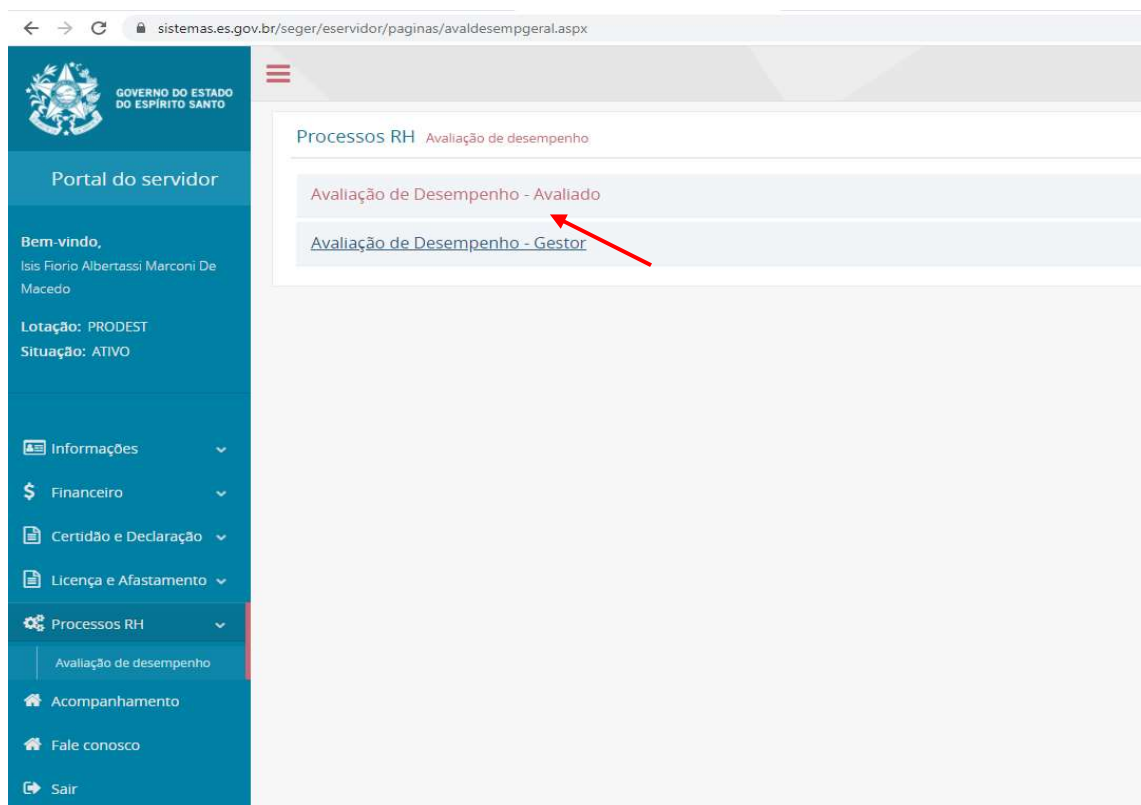 sistemas.es.gov.br/seger/eservidor/paginas/avaldesempgeral.aspx
GOVERNO DO ESTADO
DO ESPÍRITO SANTO
Portal do servidor
Bem-vindo,
Isis Fiorio Albertassi Marconi De
Macedo
Lotação: PRODEST
Situação: ATIVO
Informações
$ Financeiro
Certidão e Declaração
Licença e Afastamento
Processos RH
Avaliação de desempenho
Acompanhamento
Fale conosco
Sair
Processos RH Avaliação de desempenho
Avaliação de Desempenho - Avaliado
Avaliação de Desempenho - Gestor